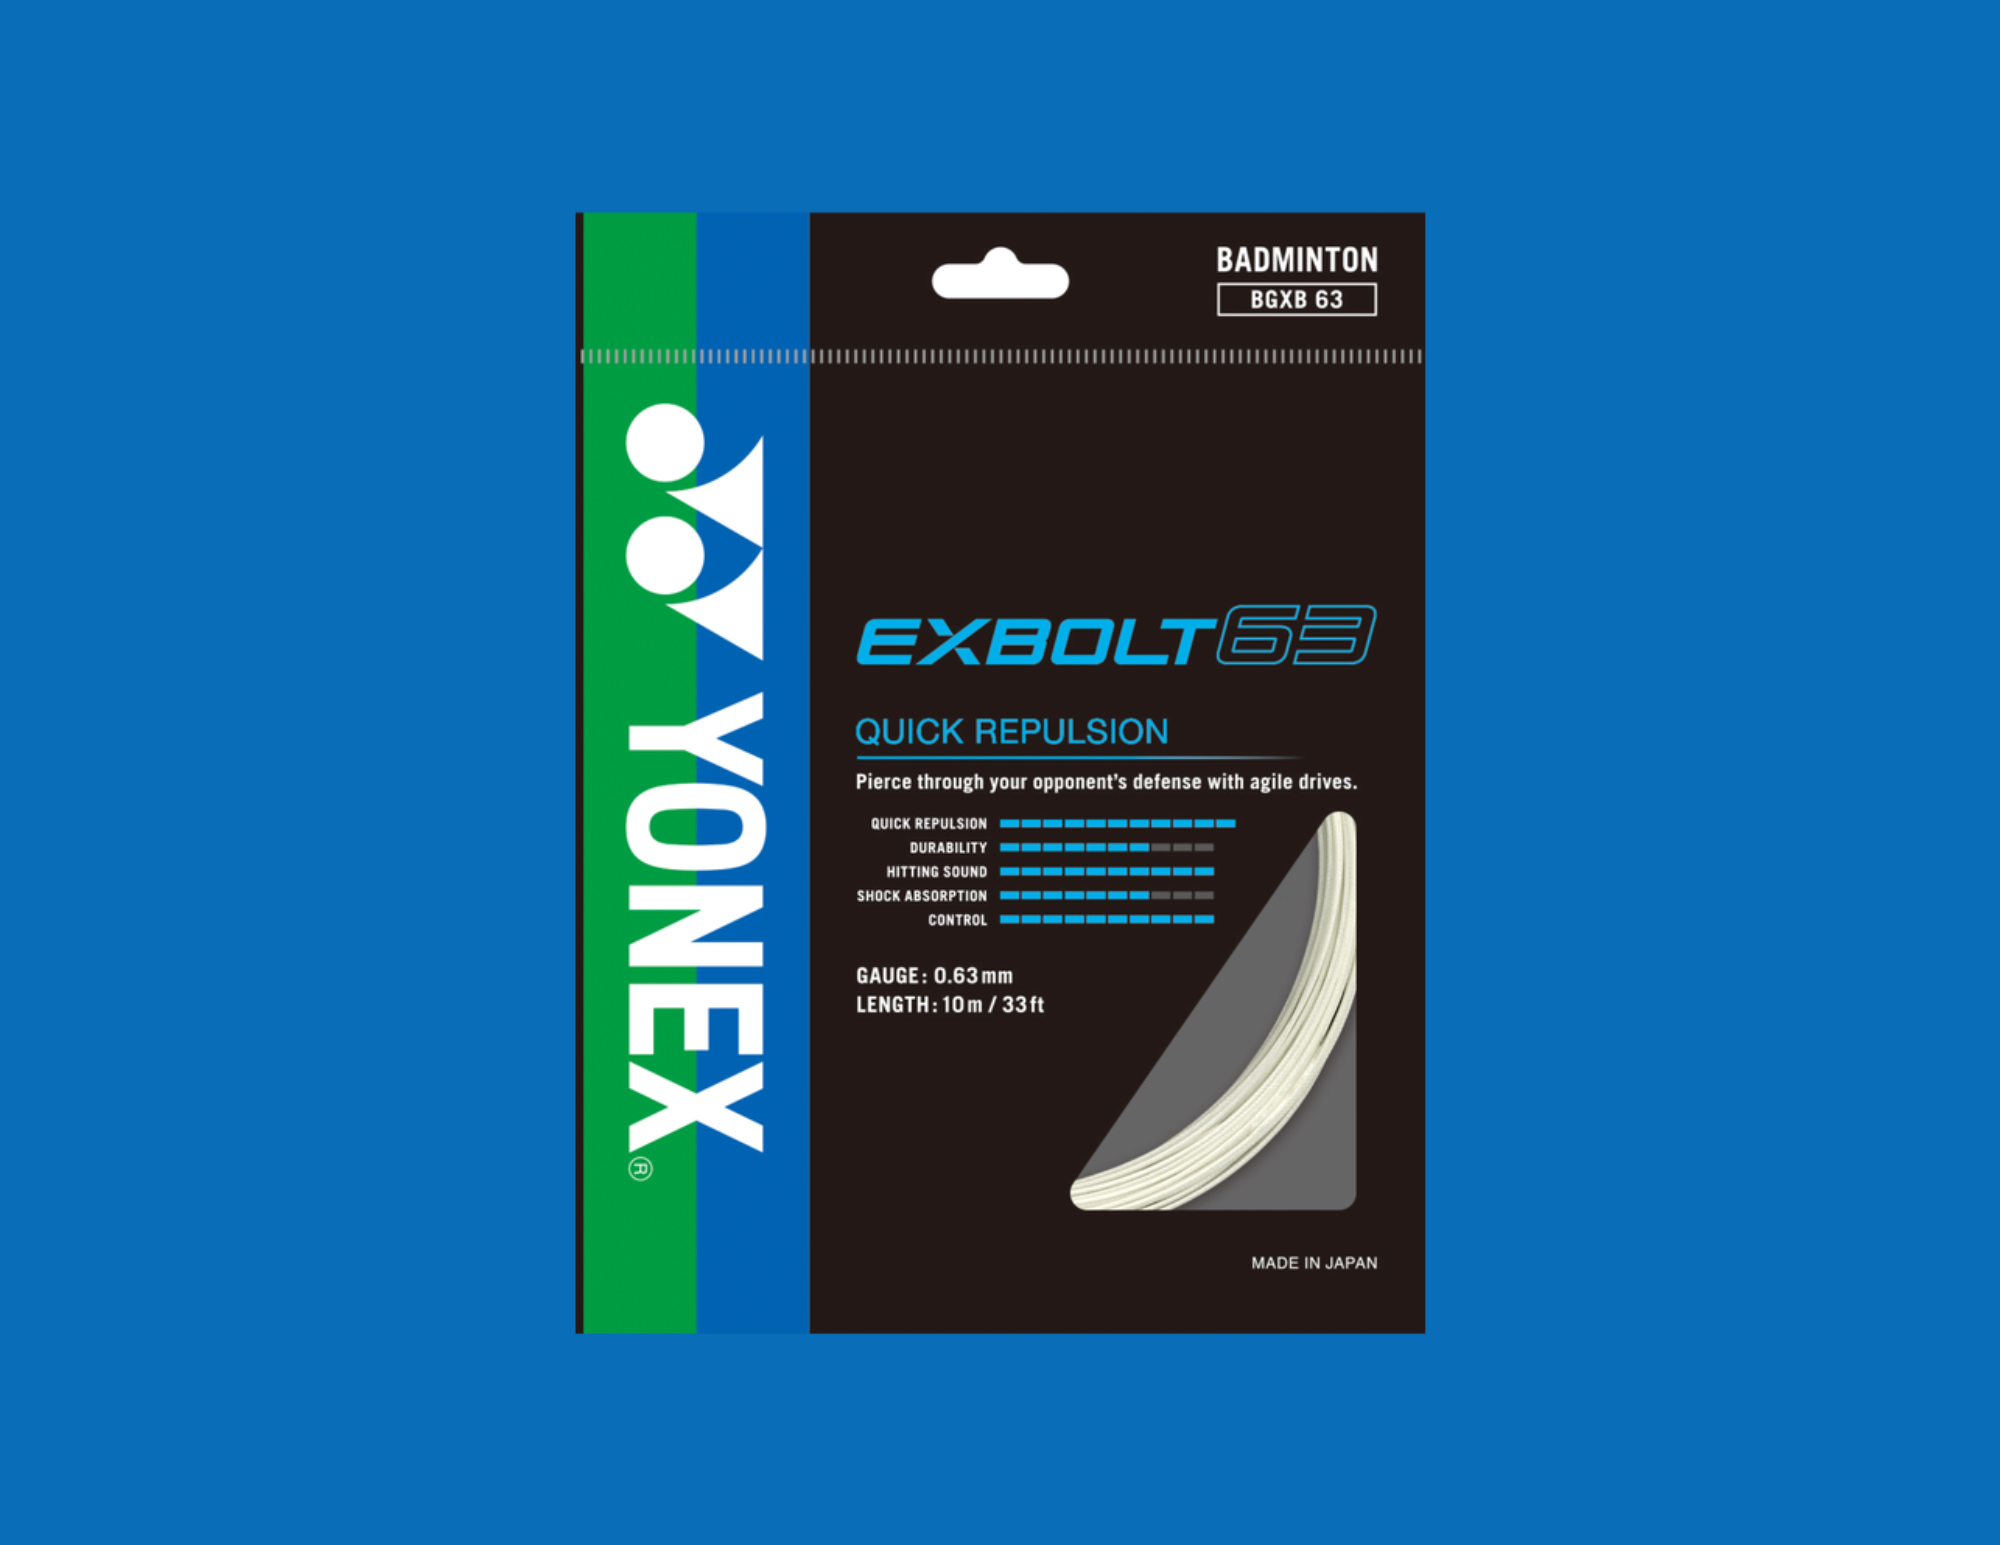 BADMINTON
BGXB 63
YONEX®
EXBOLT63
QUICK REPULSION
Pierce through your opponent's defense with agile drives.
QUICK REPULSION
DURABILITY
HITTING SOUND
SHOCK ABSORPTION
CONTROL
GAUGE: 0.63mm
LENGTH: 10m / 33ft
MADE IN JAPAN